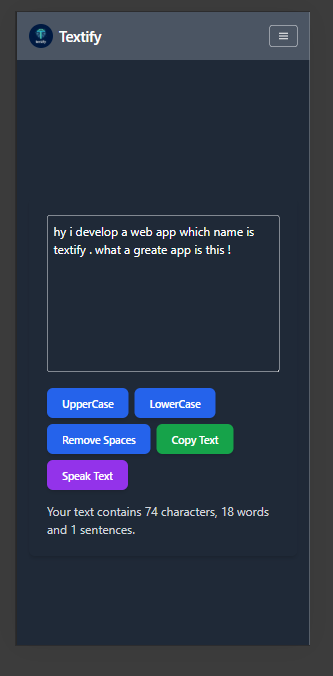 textify
Textify
hy i develop a web app which name is
textify . what a greate app is this !
UpperCase
LowerCase
Remove Spaces
Copy Text
Speak Text
Your text contains 74 characters, 18 words
and 1 sentences.